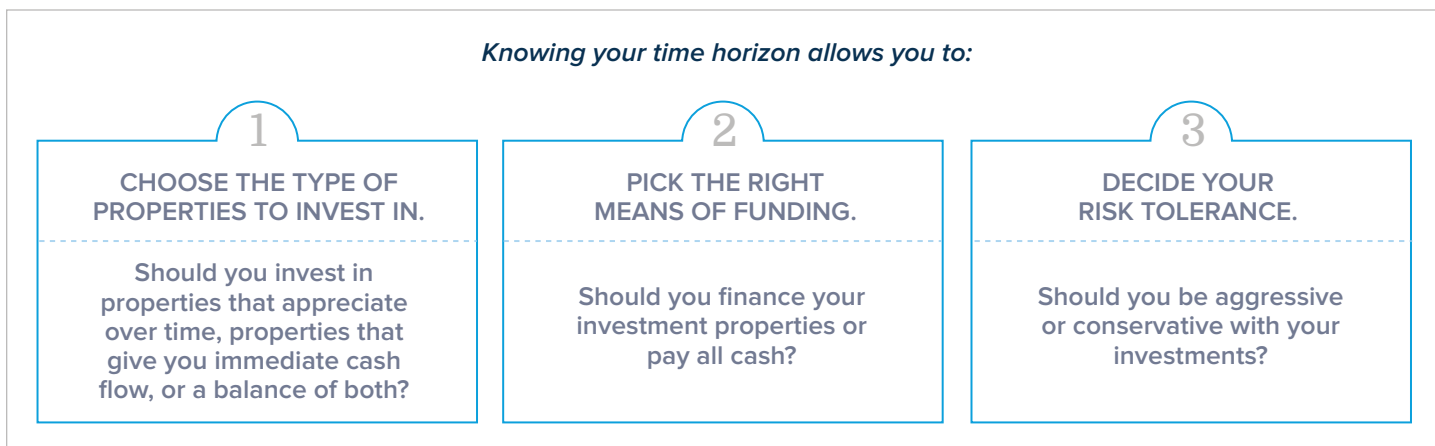 Knowing your time horizon allows you to:
1
CHOOSE THE TYPE OF
PROPERTIES TO INVEST IN.
Should you invest in
properties that appreciate
over time, properties that
give you immediate cash
flow, or a balance of both?
2
PICK THE RIGHT
MEANS OF FUNDING.
Should you finance your
investment properties or
pay all cash?
3
DECIDE YOUR
RISK TOLERANCE.
Should you be aggressive
or conservative with your
investments?